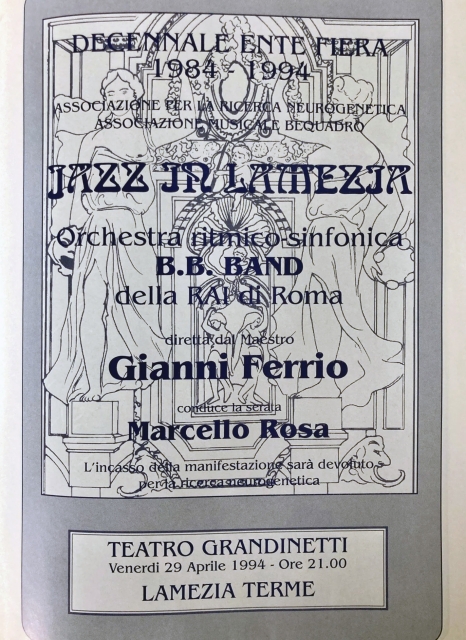 DECENNALE ENTE FIERA
1984 - 1994
ASSOCIAZIONE PER LA RICERCA NEUROGENETICA
ASSOCIAZIONE MUSICALE BEQUADRO
JAZZ IN LAMEZIA
Orchestra ritmico-sinfonica
B.B. BAND
della RAI di Roma
diretta dal Maestro
Gianni Ferrio
conduce la serata
Marcello Rosa
L'incasso della manifestazione sarà devoluto
per la ricerca neurogenetica
TEATRO GRANDINETTI
Venerdi 29 Aprile 1994 - Ore 21.00
LAMEZIA TERME